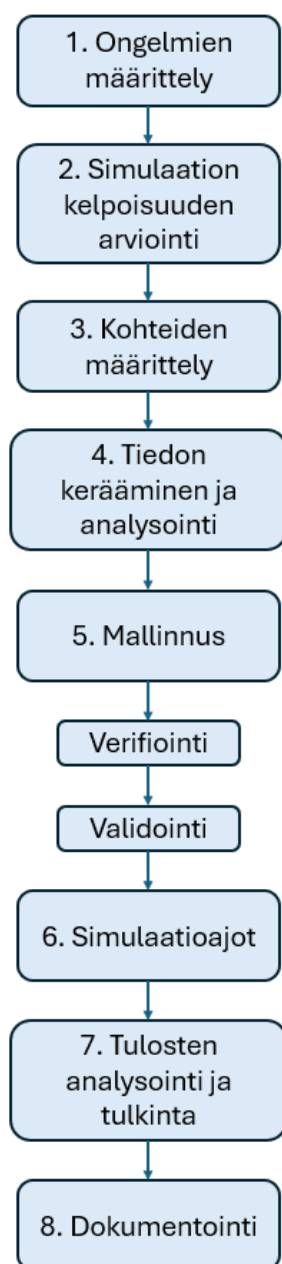 1. Ongelmien
määrittely
2. Simulaation
kelpoisuuden
arviointi
3. Kohteiden
määrittely
4. Tiedon
kerääminen ja
analysointi
5. Mallinnus
Verifiointi
Validointi
6. Simulaatioajot
7. Tulosten
analysointi ja
tulkinta
8. Dokumentointi